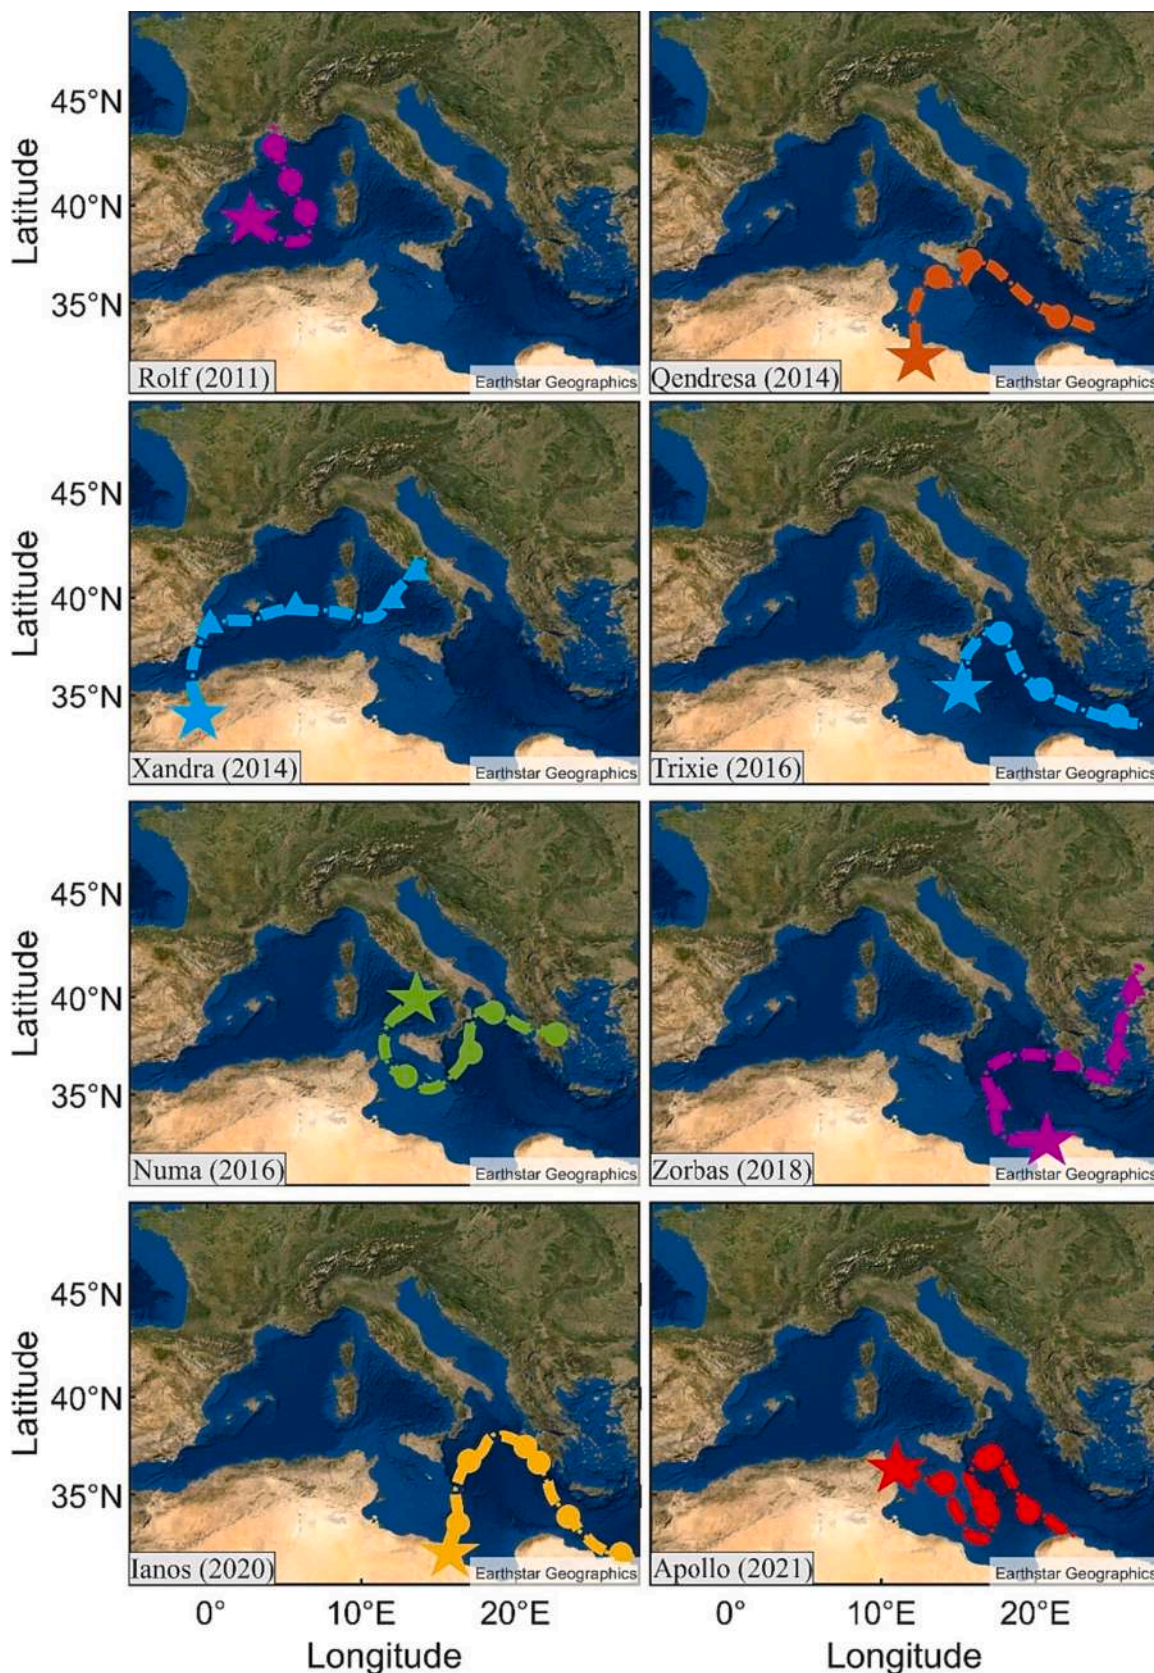 Latitude
45°N
40°N
35°N
Rolf (2011)
Earthstar Geographics
Qendresa (2014)
Earthstar Geographics
Latitude
45°N
40°N
35°N
Xandra (2014)
Earthstar Geographics
Trixie (2016)
Earthstar Geographics
Latitude
45°N
40°N
35°N
Numa (2016)
Earthstar Geographics
Zorbas (2018)
Earthstar Geographics
Latitude
45°N
40°N
35°N
Ianos (2020)
Earthstar Geographics
Apollo (2021)
Earthstar Geographics
0° 10°E 20°E
0° 10°E 20°E
Longitude
Longitude